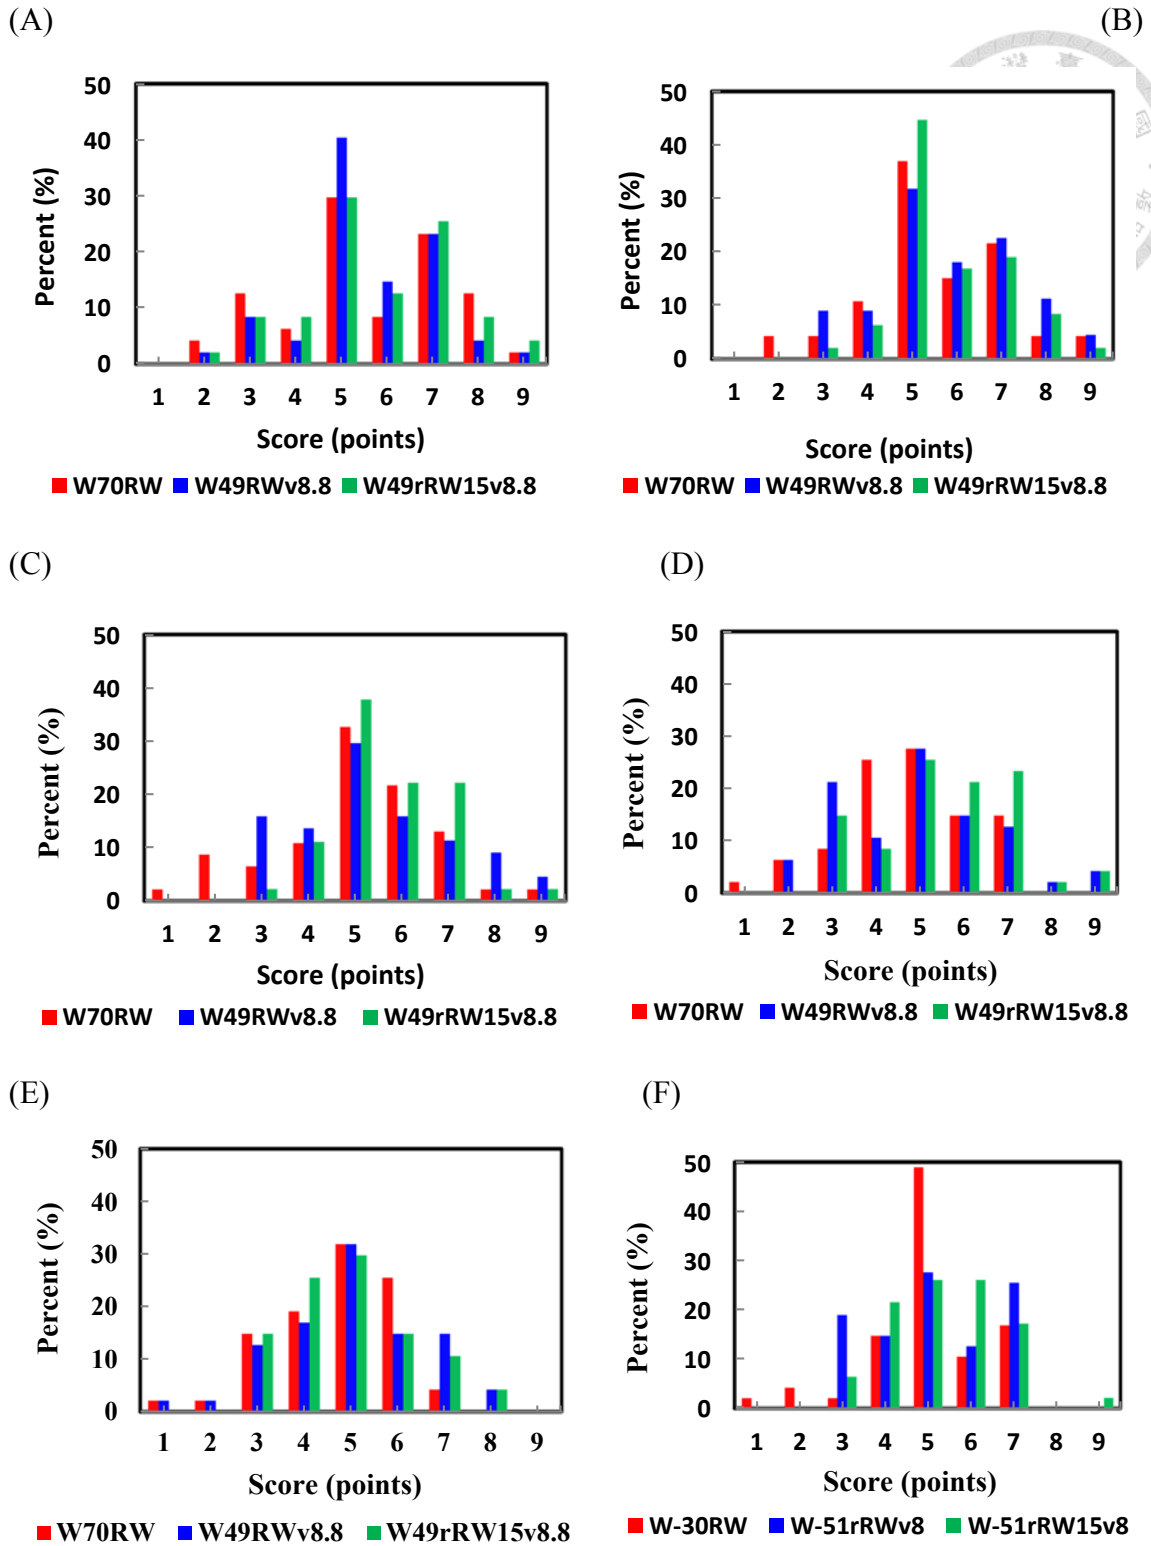 (A)
50
40
30
20
10
0
Percent (%)
1 2 3 4 5 6 7 8 9
Score (points)
W70RW W49RWv8.8 W49rRW15v8.8
(B)
50
40
30
20
10
0
Percent (%)
1 2 3 4 5 6 7 8 9
Score (points)
W70RW W49RWv8.8 W49rRW15v8.8
(C)
50
40
30
20
10
0
Percent (%)
1 2 3 4 5 6 7 8 9
Score (points)
W70RW W49RWv8.8 W49rRW15v8.8
(D)
50
40
30
20
10
0
Percent (%)
1 2 3 4 5 6 7 8 9
Score (points)
W70RW W49RWv8.8 W49rRW15v8.8
(E)
50
40
30
20
10
0
Percent (%)
1 2 3 4 5 6 7 8 9
Score (points)
W70RW W49RWv8.8 W49rRW15v8.8
(F)
50
40
30
20
10
0
Percent (%)
1 2 3 4 5 6 7 8 9
Score (points)
W-30RW W-51rRWv8 W-51rRW15v8